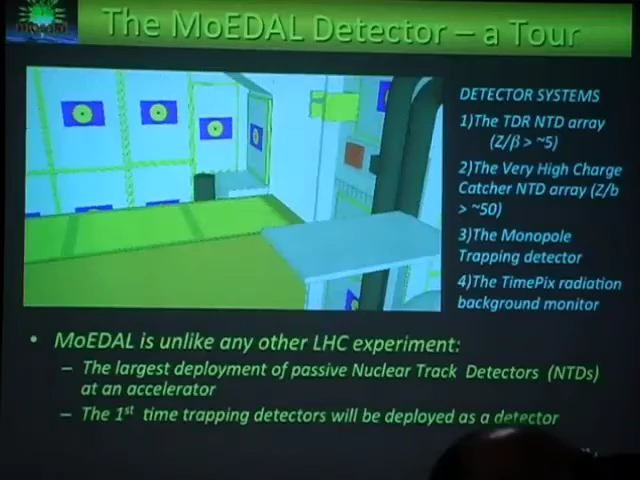 The MoEDAL Detector – a Tour
DETECTOR SYSTEMS
1)The TDR NTD array
(Z/β > ~5)
2)The Very High Charge
Catcher NTD array (Z/b
> ~50)
3)The Monopole
Trapping detector
4)The TimePix radiation
background monitor
• MoEDAL is unlike any other LHC experiment:
– The largest deployment of passive Nuclear Track Detectors (NTDs)
at an accelerator
– The 1st time trapping detectors will be deployed as a detector